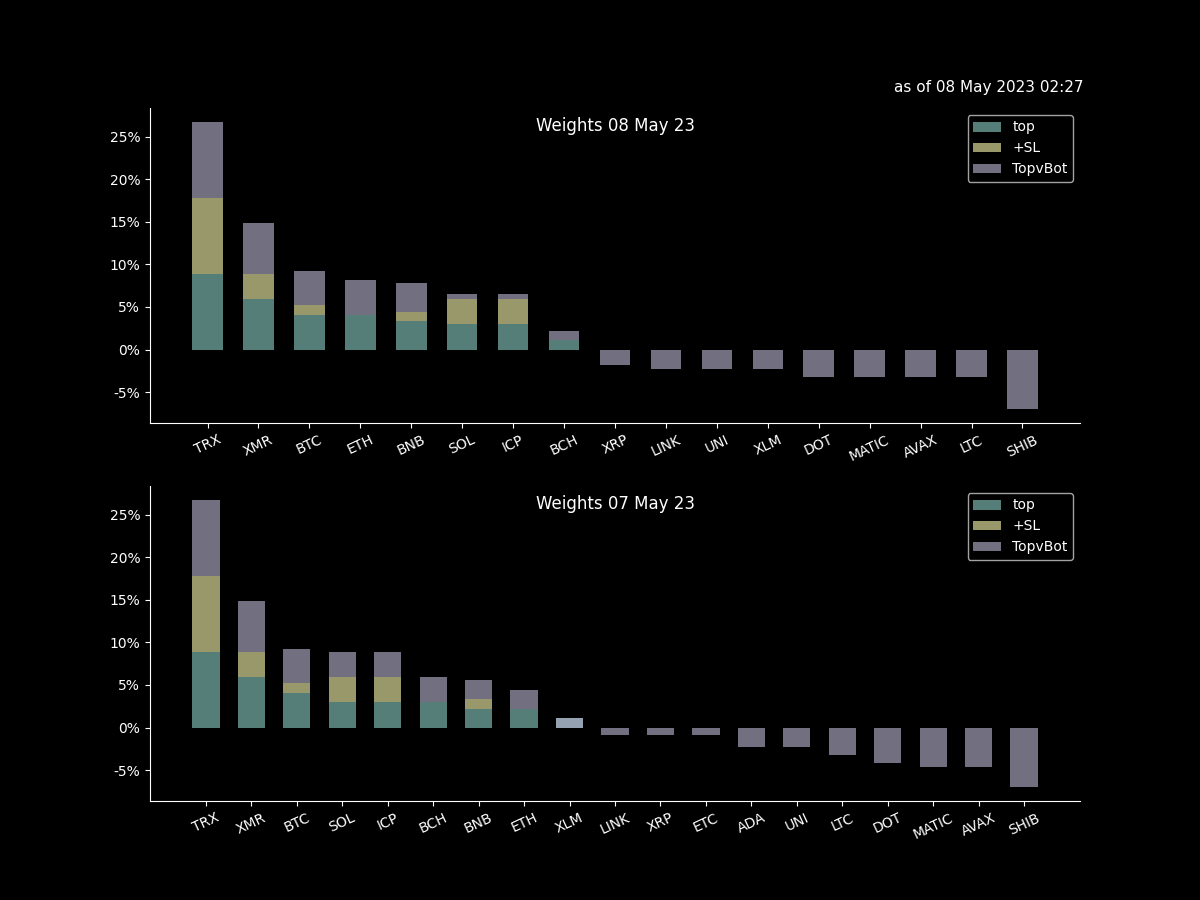 as of 08 May 2023 02:27
Weights 08 May 23
top
+SL
TopvBot
25%
20%
15%
10%
5%
0%
-5%
TRX XMR BTC ETH BNB SOL ICP BCH XRP LINK UNI XLM DOT MATIC AVAX LTC SHIB
Weights 07 May 23
top
+SL
TopvBot
25%
20%
15%
10%
5%
0%
-5%
TRX XMR BTC SOL ICP BCH BNB ETH XLM LINK XRP ETC ADA UNI LTC DOT MATIC AVAX SHIB